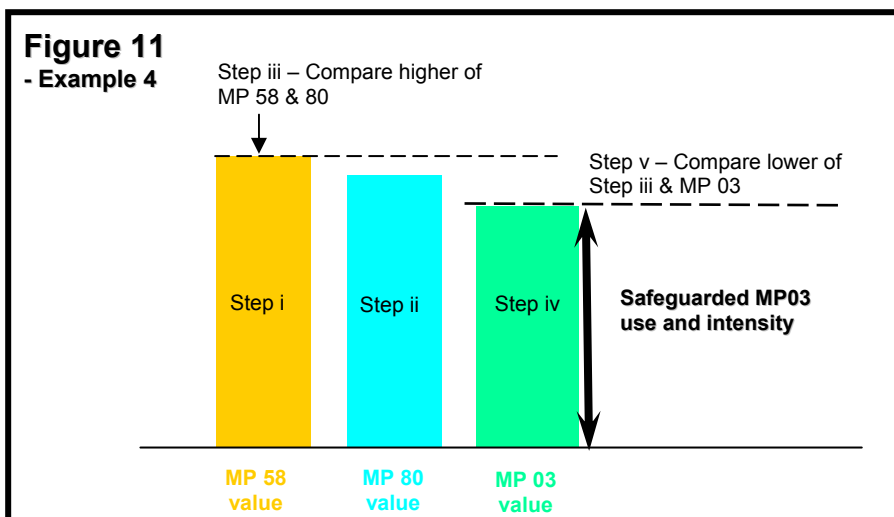 Figure 11
- Example 4
Step iii – Compare higher of
MP 58 & 80
Step v – Compare lower of
Step iii & MP 03
Step i
Step ii
Step iv
Safeguarded MP03
use and intensity
MP 58
value
MP 80
value
MP 03
value